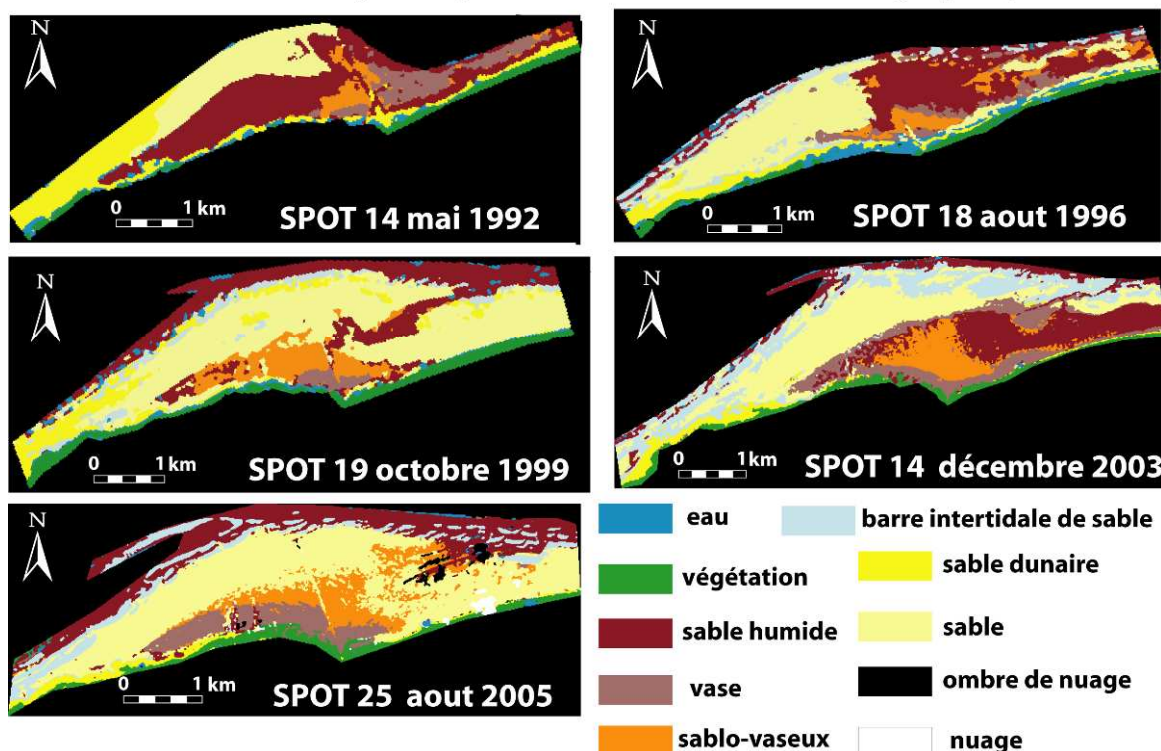 N
0 1 km
SPOT 14 mai 1992
N
0 1 km
SPOT 18 aout 1996
N
0 1 km
SPOT 19 octobre 1999
N
0 1 km
SPOT 14 décembre 2003
N
0 1 km
SPOT 25 aout 2005
eau
barre intertidale de sable
végétation
sable dunaire
sable humide
sable
vase
ombre de nuage
sablo-vaseux
nuage